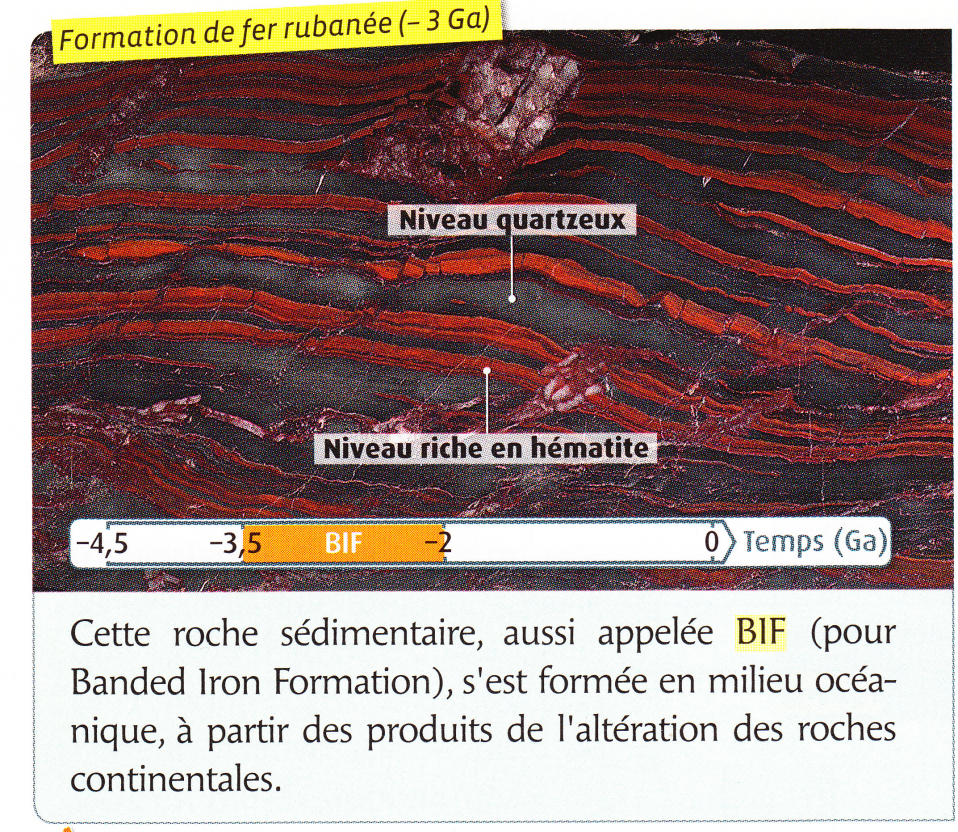 Formation de fer rubanée (– 3 Ga)
Niveau quartzeux
Niveau riche en hématite
–4,5 –3,5 BIF –2 0 Temps (Ga)
Cette roche sédimentaire, aussi appelée BIF (pour
Banded Iron Formation), s'est formée en milieu océa-
nique, à partir des produits de l'altération des roches
continentales.